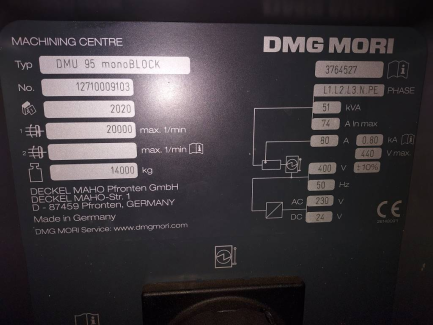 MACHINING CENTRE
DMG MORI
Typ DMU 95 monoBLOCK
3764527
No. 12710009103
L1.L2.L3.N.PE PHASE
2020
51 kVA
1 20000 max. 1/min
74 A In max
2 max. 1/min
80 A 0.80 kA
440 V max.
14000 kg
400 V ±10%
50 Hz
AC 230 V
DC 24 V
DECKEL MAHO Pfronten GmbH
DECKEL MAHO-Str. 1
D - 87459 Pfronten, GERMANY
Made in Germany
DMG MORI Service: www.dmgmori.com
CE